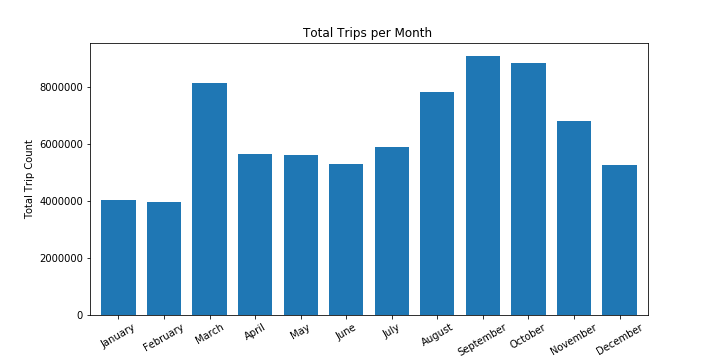 Total Trips per Month
Total Trip Count
8000000
6000000
4000000
2000000
0
January
February
March
April
May
June
July
August
September
October
November
December